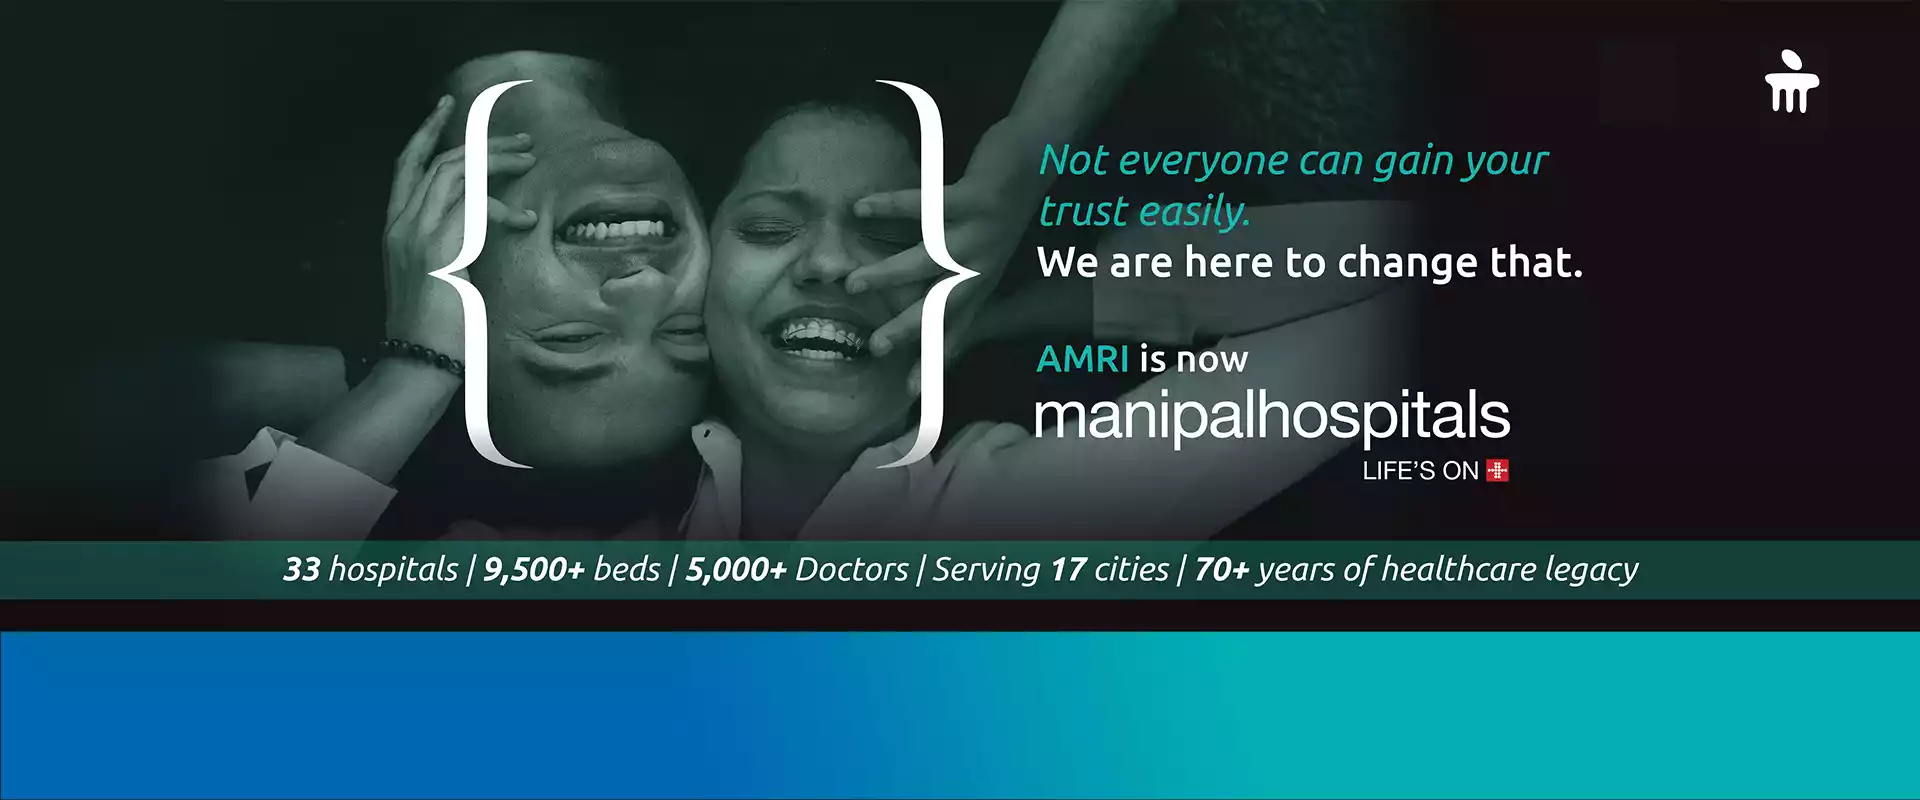 Not everyone can gain your
trust easily.
We are here to change that.
AMRI is now
manipalhospitals
LIFE'S ON
33 hospitals | 9,500+ beds | 5,000+ Doctors | Serving 17 cities | 70+ years of healthcare legacy